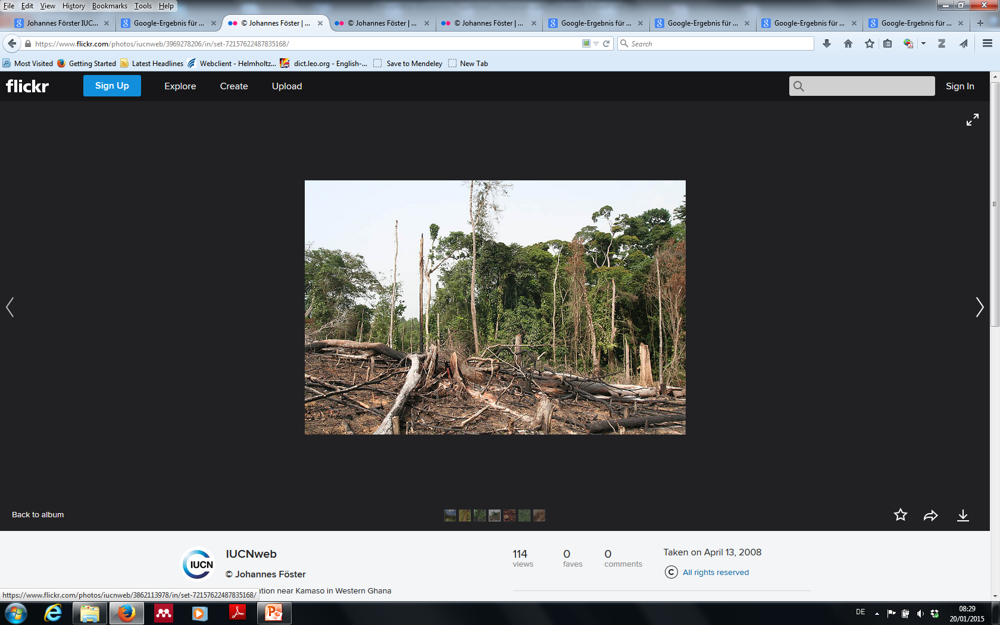 File Edit View History Bookmarks Tools Help
Johannes Förster IUC... Google-Ergebnis für ... © Johannes Föster | ... © Johannes Föster | ... © Johannes Föster | ... Google-Ergebnis für ... Google-Ergebnis für ... Google-Ergebnis für ... Google-Ergebnis für ...
https://www.flickr.com/photos/iucnweb/3969278206/in/set-72157622487835168/ Search
Most Visited Getting Started Latest Headlines Webclient - Helmholtz... dict.leo.org - English-... Save to Mendeley New Tab
flickr Sign Up Explore Create Upload Sign In
Back to album
IUCN IUCNweb
© Johannes Föster
114 views
0 faves
0 comments
Taken on April 13, 2008
All rights reserved
https://www.flickr.com/photos/iucnweb/3862113978/in/set-72157622487835168/
near Kamaso in Western Ghana
DE 08:29
20/01/2015